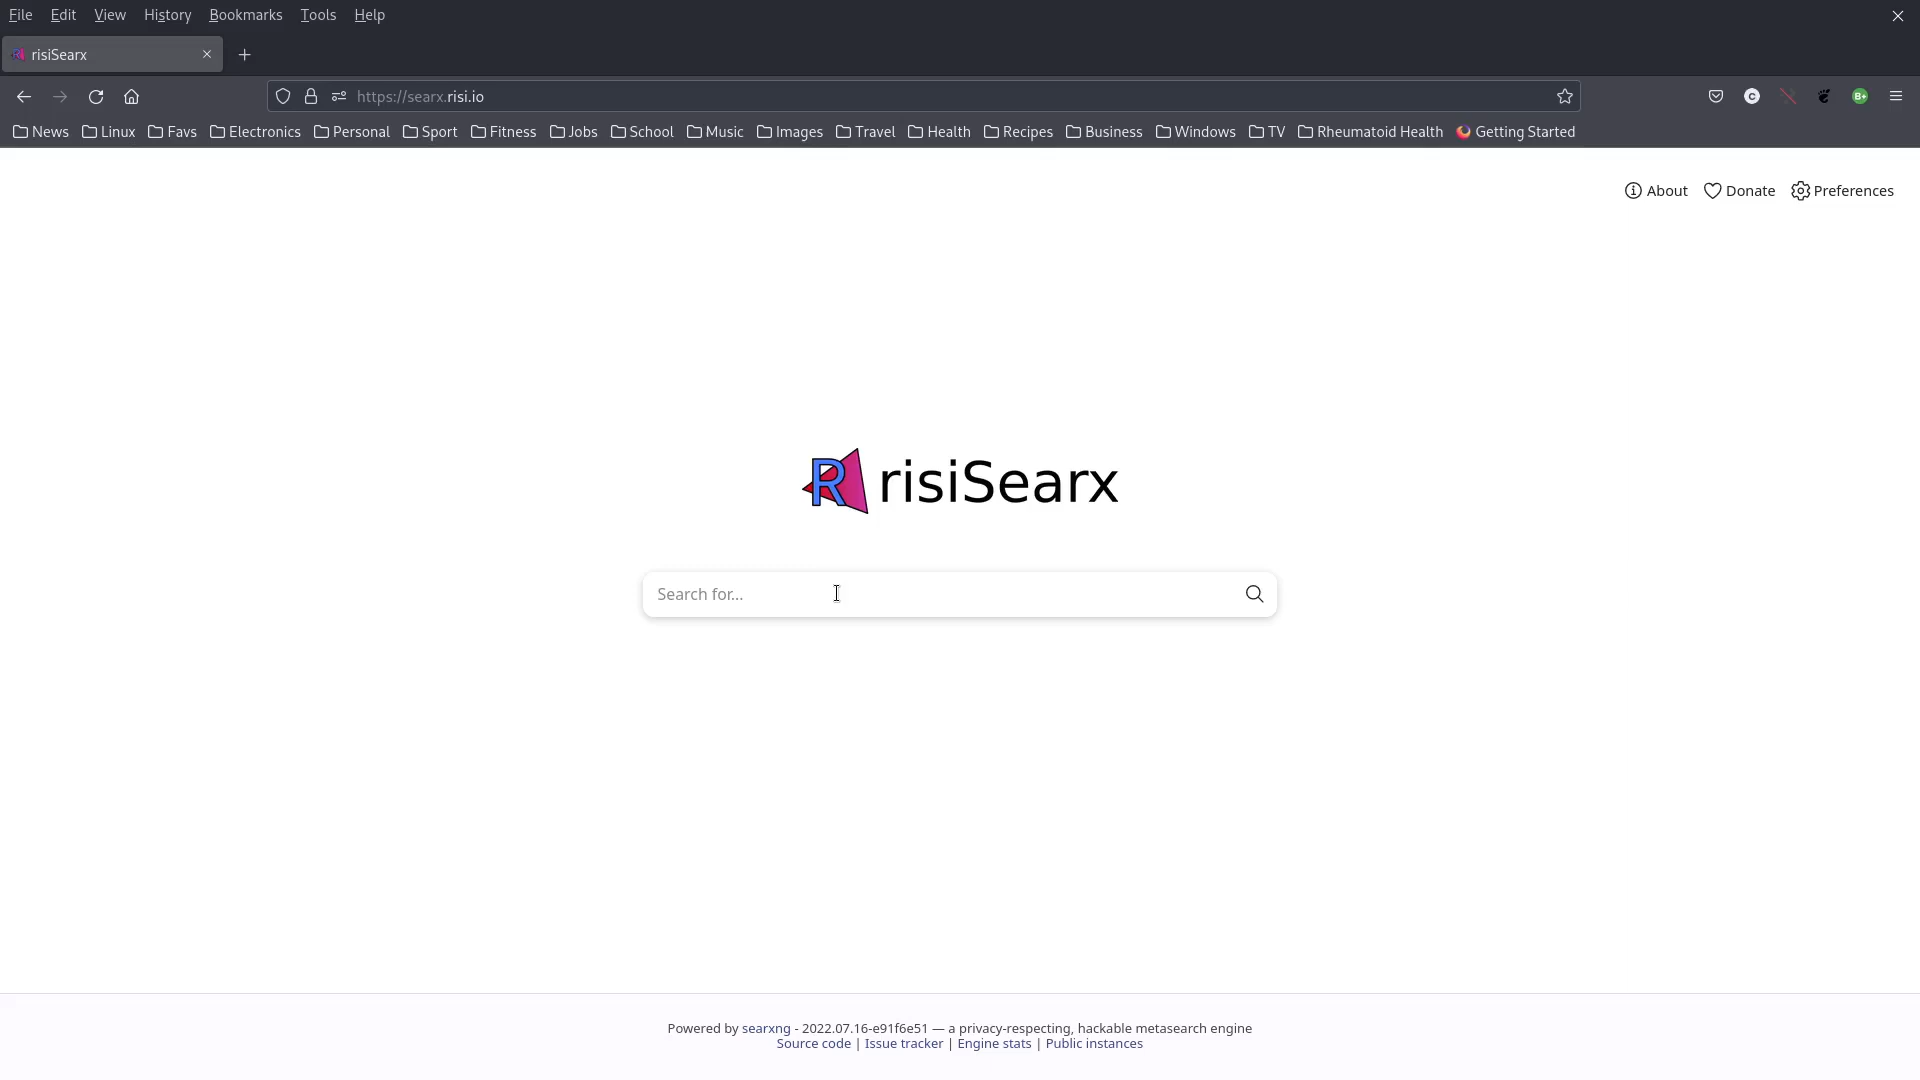 File Edit View History Bookmarks Tools Help
risiSearx
https://searx.risi.io
C B+
News Linux Favs Electronics Personal Sport Fitness Jobs School Music Images Travel Health Recipes Business Windows TV Rheumatoid Health Getting Started
About Donate Preferences
R risiSearx
Search for...
Powered by searxng - 2022.07.16-e91f6e51 — a privacy-respecting, hackable metasearch engine
Source code | Issue tracker | Engine stats | Public instances